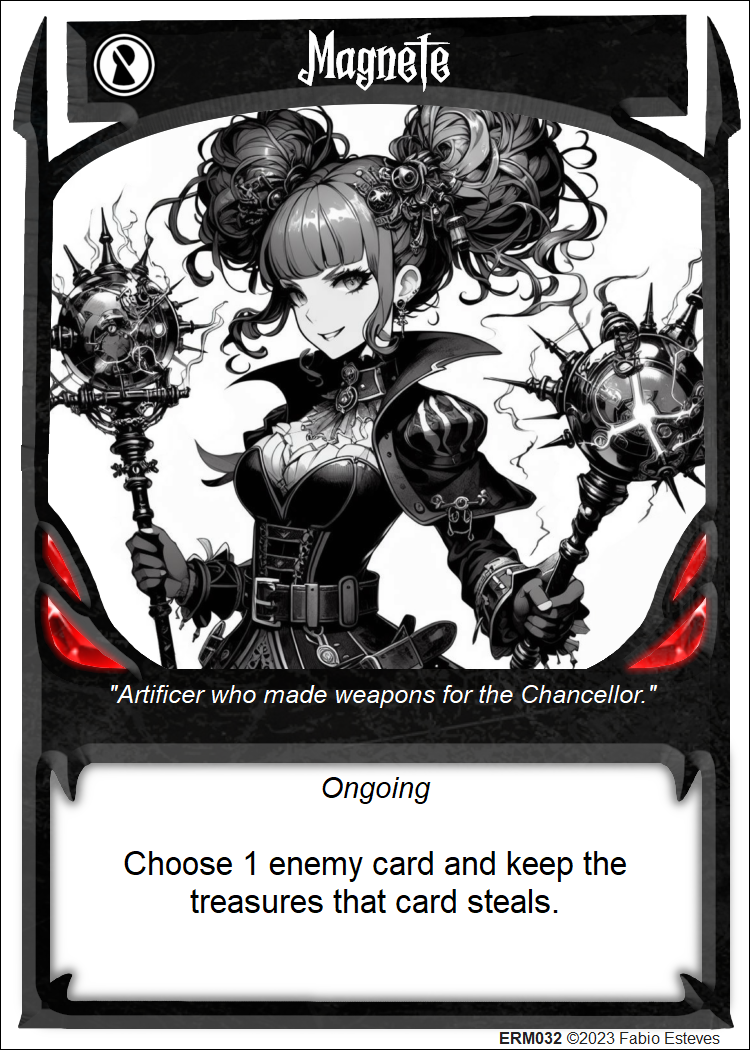 Magnete
"Artificer who made weapons for the Chancellor."
Ongoing
Choose 1 enemy card and keep the
treasures that card steals.
ERM032 ©2023 Fabio Esteves